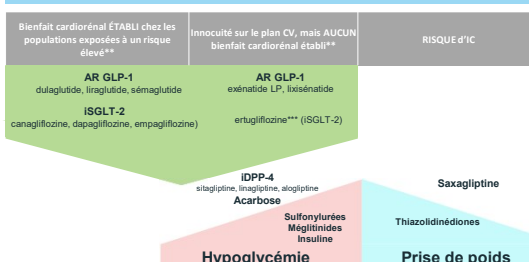 Bienfait cardiorénal ÉTABLI chez les
populations exposées à un risque
élevé**
Innocuité sur le plan CV, mais AUCUN
bienfait cardiorénal établi**
RISQUE d'IC
AR GLP-1
dulaglutide, liraglutide, sémaglutide
iSGLT-2
canagliflozine, dapagliflozine, empagliflozine)
AR GLP-1
exénatide LP, lixisénatide
ertugliflozine*** (iSGLT-2)
iDPP-4
sitagliptine, linagliptine, alogliptine
Acarbose
Saxagliptine
Sulfonylurées
Méglitinides
Insuline
Thiazolidinédiones
Hypoglycémie
Prise de poids